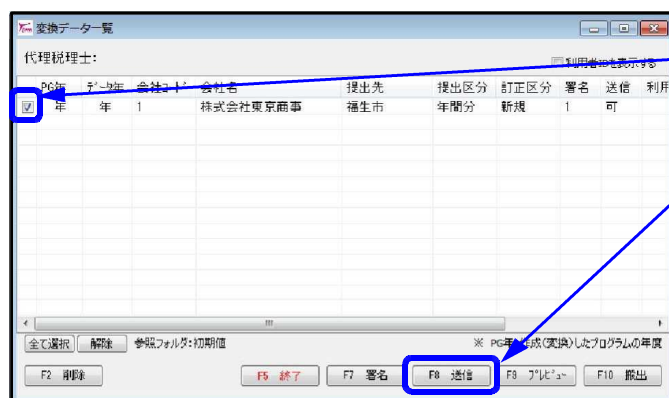 変換データ一覧
代理税理士:
利用者IDを表示する
PG年 データ年 会社コード 会社名 提出先 提出区分 訂正区分 署名 送信 利用
年 年 1 株式会社東京商事 福生市 年間分 新規 1 可
全て選択 解除 参照フォルダ:初期値 ※ PG年:作成(変換)したプログラムの年度
F2 削除 F5 終了 F7 署名 F8 送信 F9 プレビュー F10 搬出